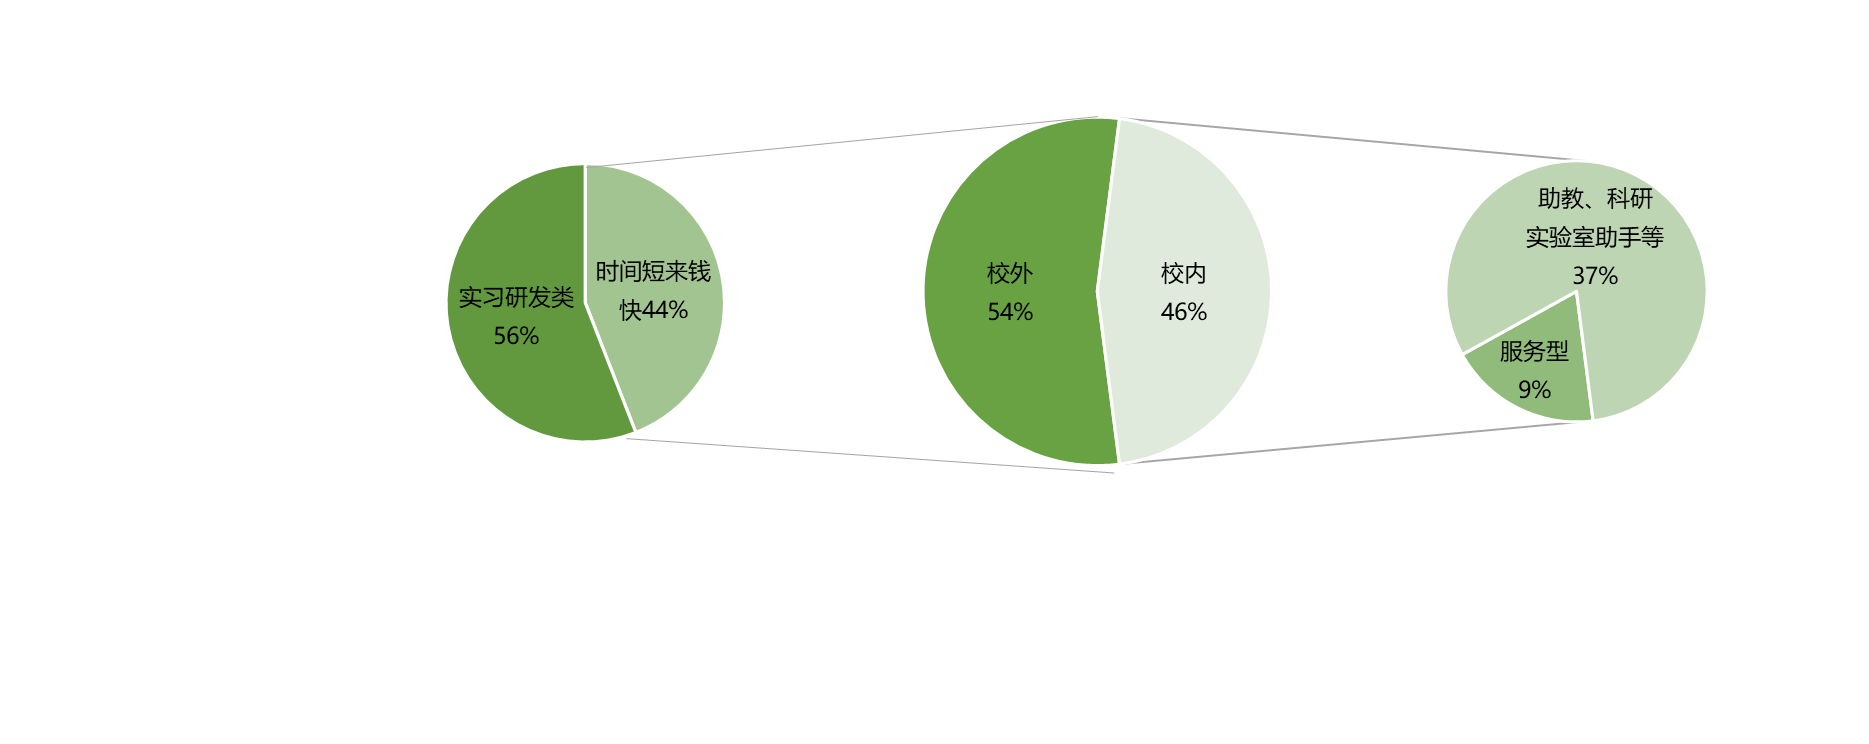 实习研发类
56%
时间短来钱
快44%
校外
54%
校内
46%
助教、科研
实验室助手等
37%
服务型
9%